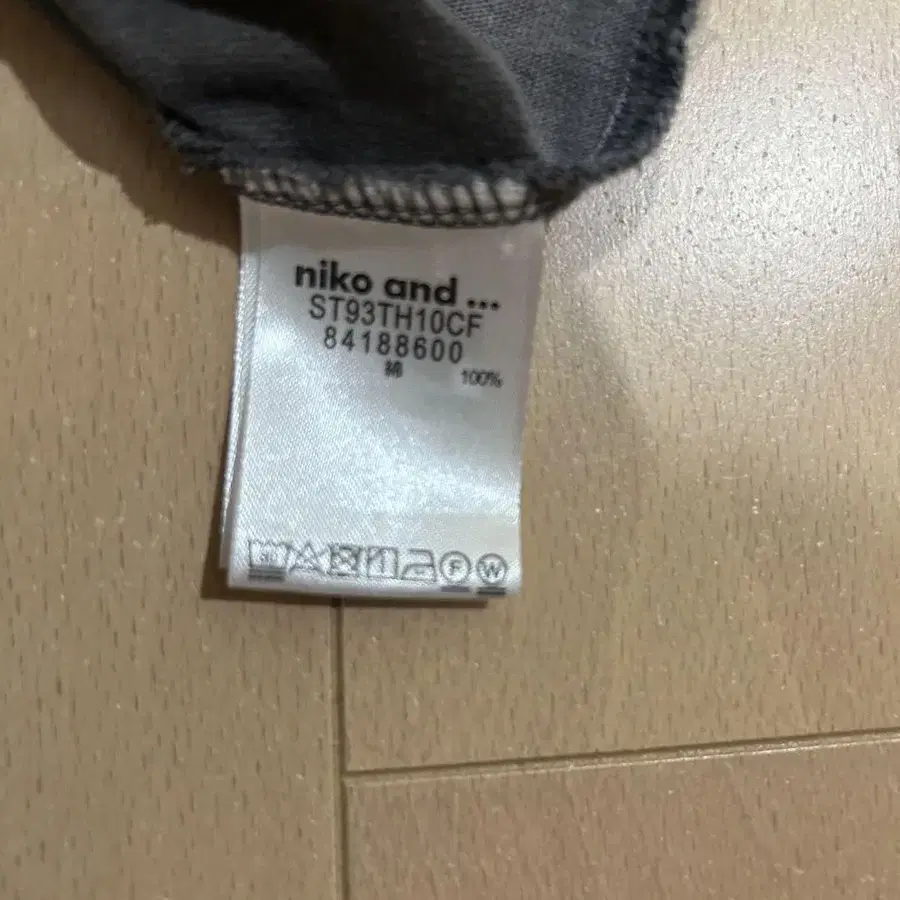 niko and ...
ST93TH10CF
84188600
綿 100%
F W